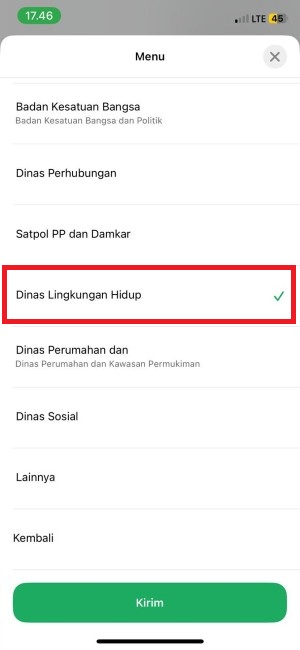 17.46
LTE 45
Menu
Badan Kesatuan Bangsa
Badan Kesatuan Bangsa dan Politik
Dinas Perhubungan
Satpol PP dan Damkar
Dinas Lingkungan Hidup
Dinas Perumahan dan
Dinas Perumahan dan Kawasan Permukiman
Dinas Sosial
Lainnya
Kembali
Kirim